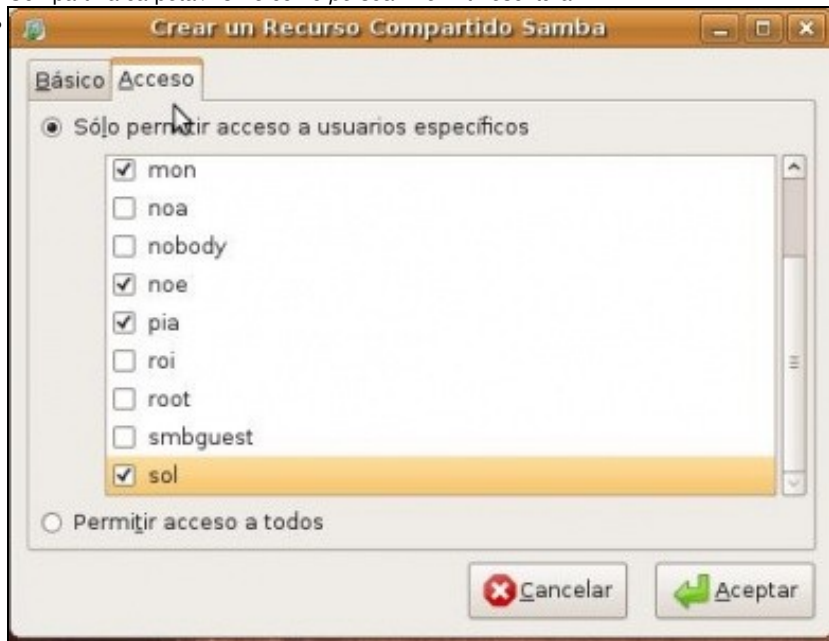 Crear un Recurso Compartido Samba
Básico Acceso
Sólo permitir acceso a usuarios específicos
mon
noa
nobody
noe
pia
roi
root
smbguest
sol
Permitir acceso a todos
Cancelar Aceptar